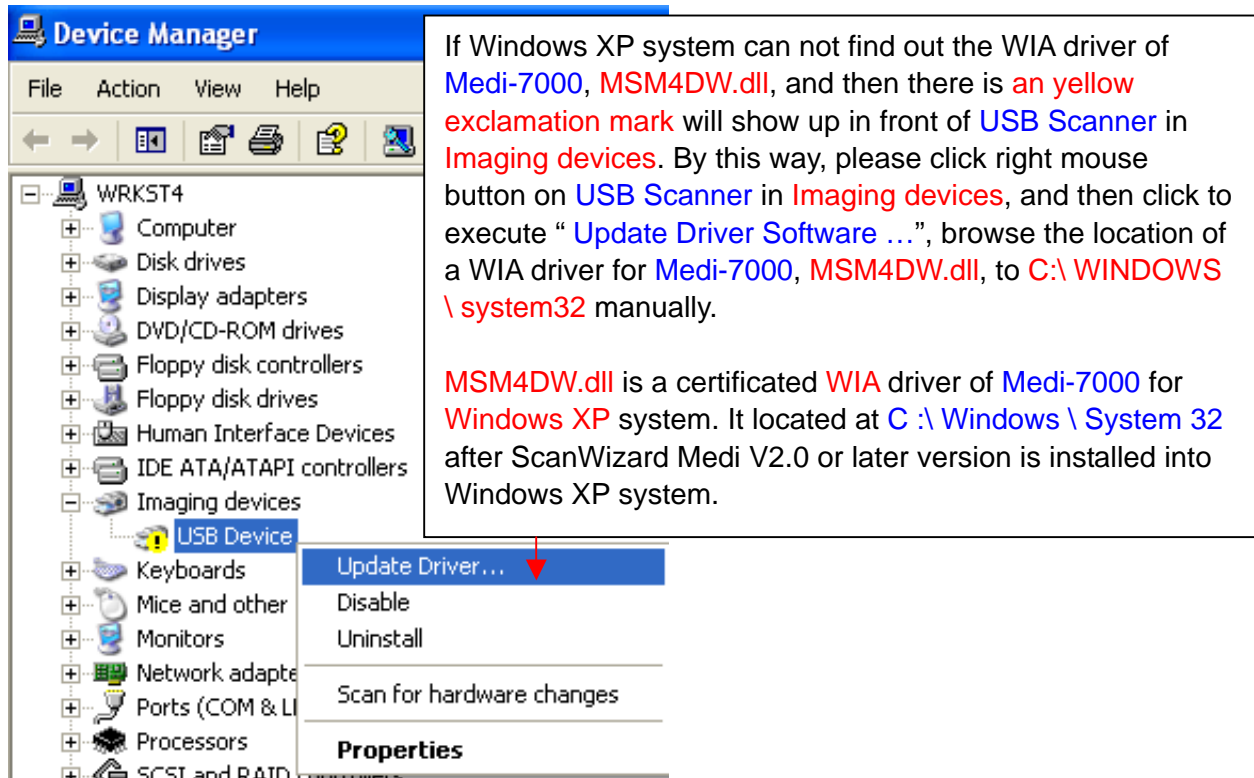 Device Manager
File Action View Help
WRKST4
Computer
Disk drives
Display adapters
DVD/CD-ROM drives
Floppy disk controllers
Floppy disk drives
Human Interface Devices
IDE ATA/ATAPI controllers
Imaging devices
USB Device
Keyboards
Mice and other
Monitors
Network adapte
Ports (COM & L
Processors
SCSI and RAID controllers
Update Driver...
Disable
Uninstall
Scan for hardware changes
Properties
If Windows XP system can not find out the WIA driver of
Medi-7000, MSM4DW.dll, and then there is an yellow
exclamation mark will show up in front of USB Scanner in
Imaging devices. By this way, please click right mouse
button on USB Scanner in Imaging devices, and then click to
execute “ Update Driver Software …”, browse the location of
a WIA driver for Medi-7000, MSM4DW.dll, to C:\ WINDOWS
\ system32 manually.
MSM4DW.dll is a certificated WIA driver of Medi-7000 for
Windows XP system. It located at C :\ Windows \ System 32
after ScanWizard Medi V2.0 or later version is installed into
Windows XP system.